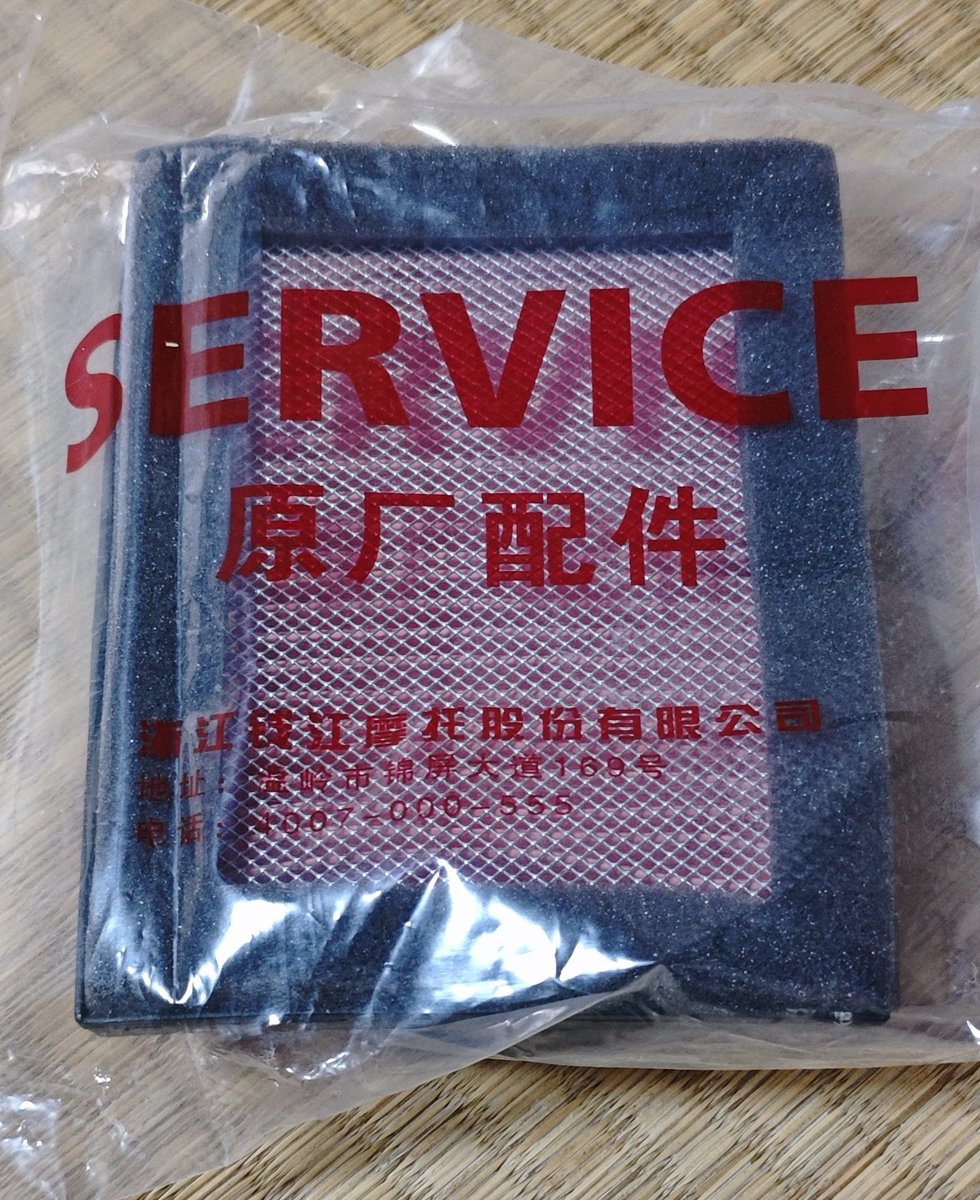 SERVICE
原厂配件
浙江钱江摩托股份有限公司
地址：温岭市锦屏大道169号
电话：4007-000-555